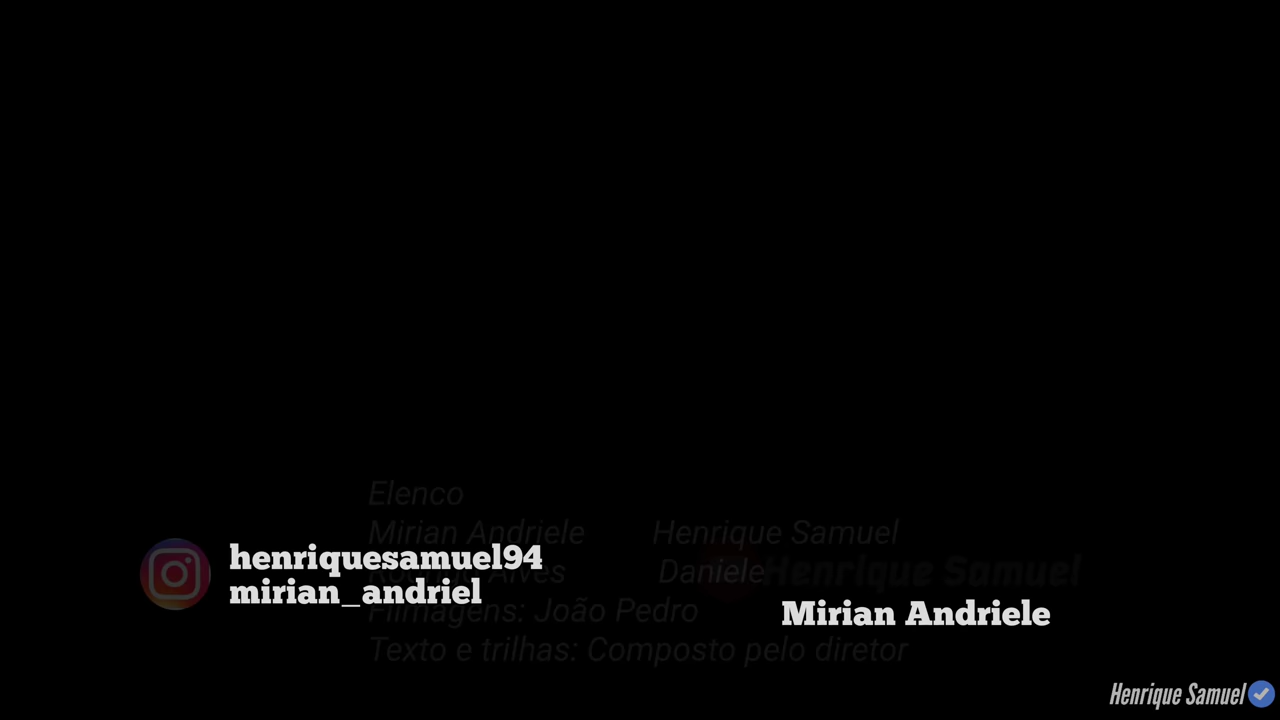 Elenco
Mirian Andriele Henrique Samuel
Alves Daniele
Filmagens: João Pedro
Texto e trilhas: Composto pelo diretor
henriquesamuel94
mirian_andriel
Henrique Samuel
Mirian Andriele
Henrique Samuel